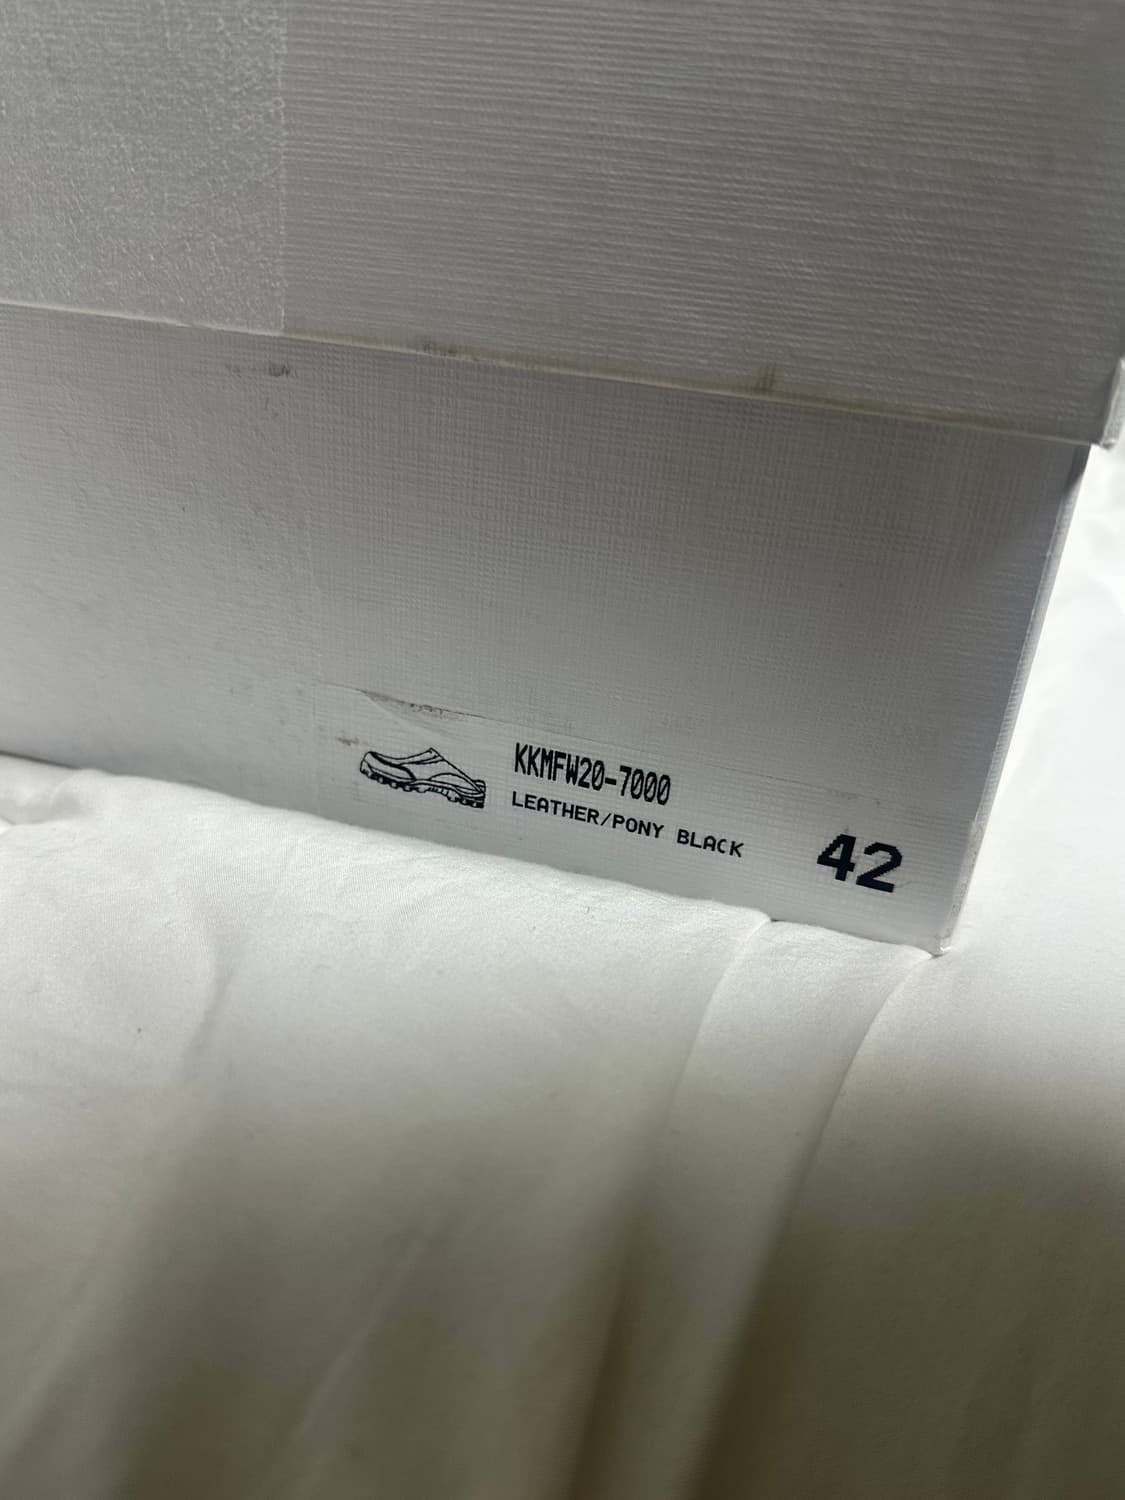 KKMFW20-7000
LEATHER/PONY BLACK
42